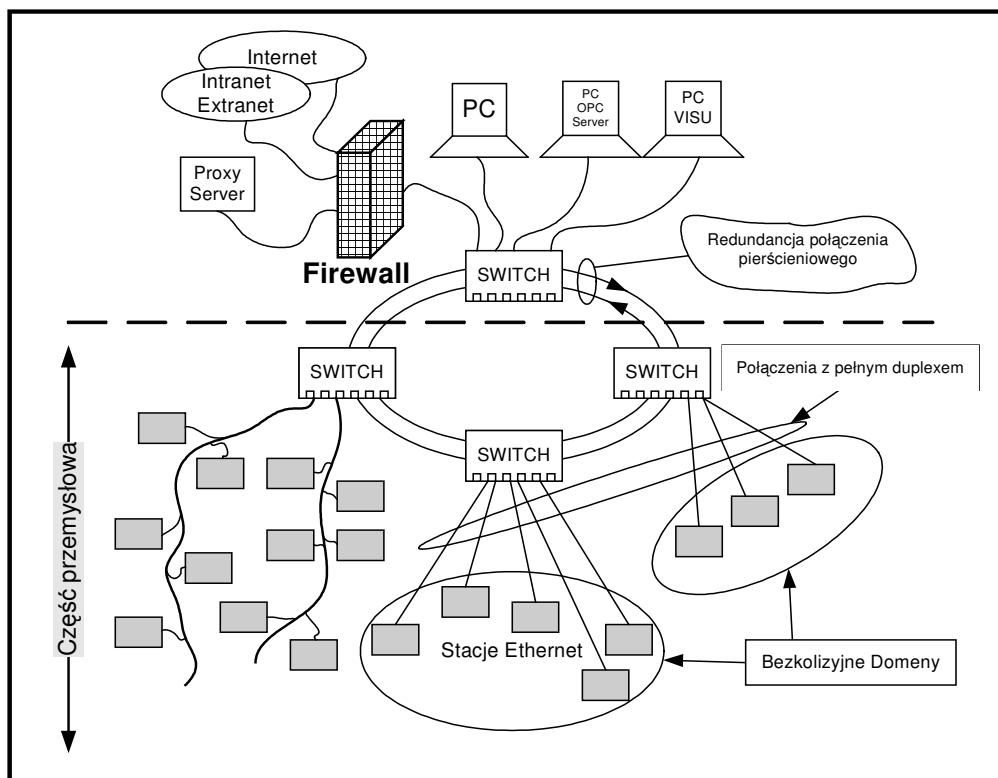 Internet
Intranet
Extranet
Proxy
Server
Firewall
PC
PC
OPC
Server
PC
VISU
Redundancja połączenia
pierścieniowego
SWITCH
SWITCH
SWITCH
Połączenia z pełnym duplexem
SWITCH
Część przemysłowa
Stacje Ethernet
Bezkolizyjne Domeny